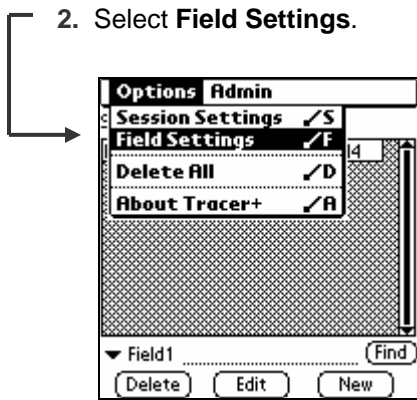 2. Select Field Settings.
Options Admin
Session Settings /S
Field Settings /F
l4
Delete All /D
About Tracer+ /A
Field1 Find
Delete Edit New